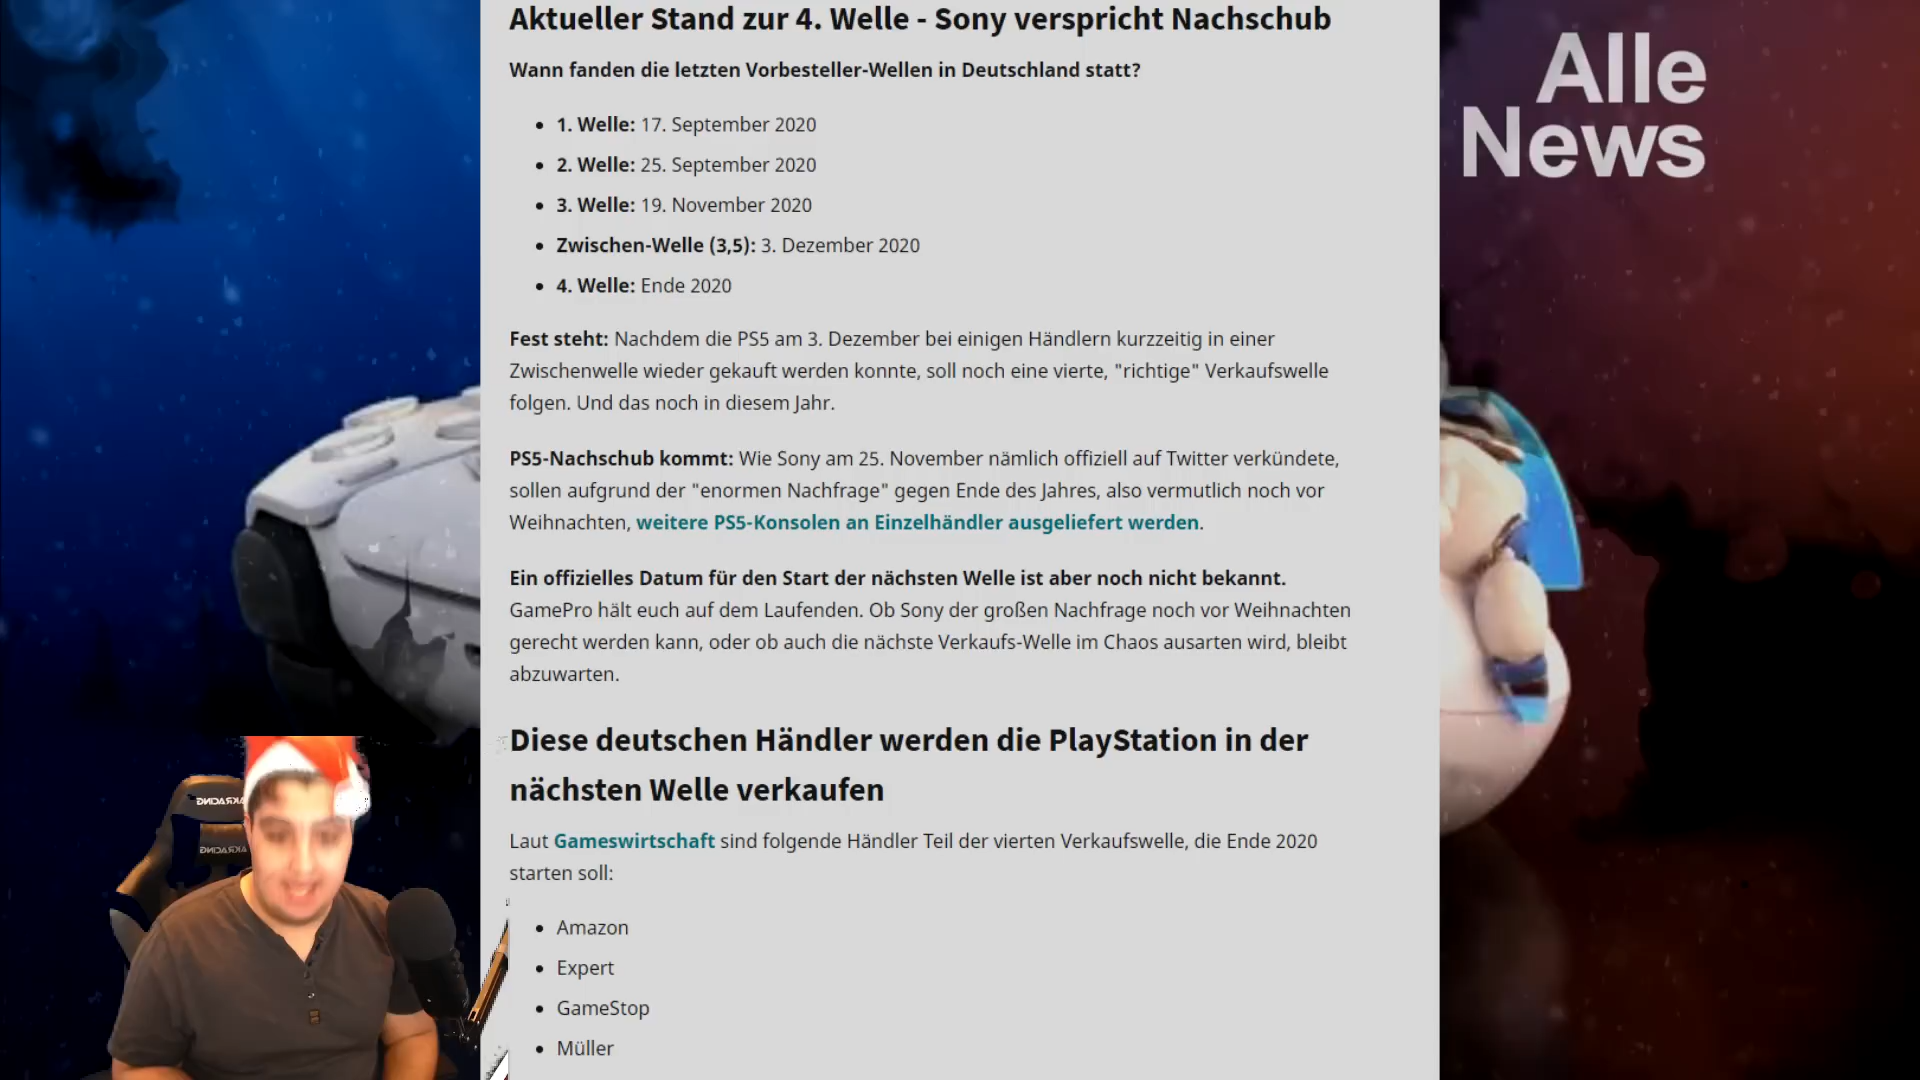 Aktueller Stand zur 4. Welle - Sony verspricht Nachschub
Wann fanden die letzten Vorbesteller-Wellen in Deutschland statt?
1. Welle: 17. September 2020
2. Welle: 25. September 2020
3. Welle: 19. November 2020
Zwischen-Welle (3,5): 3. Dezember 2020
4. Welle: Ende 2020
Fest steht: Nachdem die PS5 am 3. Dezember bei einigen Händlern kurzzeitig in einer
Zwischenwelle wieder gekauft werden konnte, soll noch eine vierte, "richtige" Verkaufswelle
folgen. Und das noch in diesem Jahr.
PS5-Nachschub kommt: Wie Sony am 25. November nämlich offiziell auf Twitter verkündete,
sollen aufgrund der "enormen Nachfrage" gegen Ende des Jahres, also vermutlich noch vor
Weihnachten, weitere PS5-Konsolen an Einzelhändler ausgeliefert werden.
Ein offizielles Datum für den Start der nächsten Welle ist aber noch nicht bekannt.
GamePro hält euch auf dem Laufenden. Ob Sony der großen Nachfrage noch vor Weihnachten
gerecht werden kann, oder ob auch die nächste Verkaufs-Welle im Chaos ausarten wird, bleibt
abzuwarten.
Diese deutschen Händler werden die PlayStation in der
nächsten Welle verkaufen
Laut Gameswirtschaft sind folgende Händler Teil der vierten Verkaufswelle, die Ende 2020
starten soll:
Amazon
Expert
GameStop
Müller
Alle
News